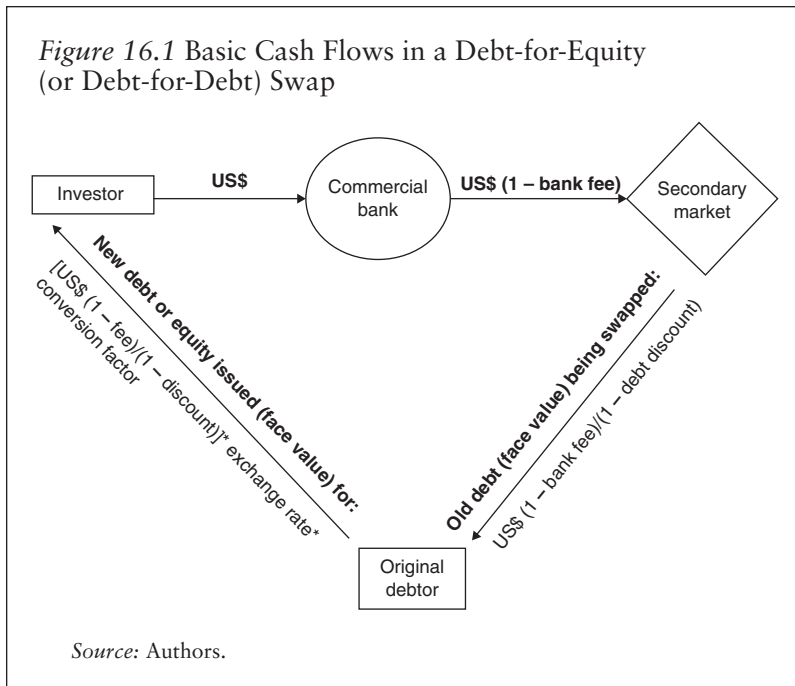 Figure 16.1 Basic Cash Flows in a Debt-for-Equity
(or Debt-for-Debt) Swap
Investor
US$
Commercial
bank
US$ (1 – bank fee)
Secondary
market
New debt or equity issued (face value) for:
[US$ (1 – fee)/(1 – discount)]* exchange rate*
conversion factor
Old debt (face value) being swapped:
US$ (1 – bank fee)/(1 – debt discount)
Original
debtor
Source: Authors.